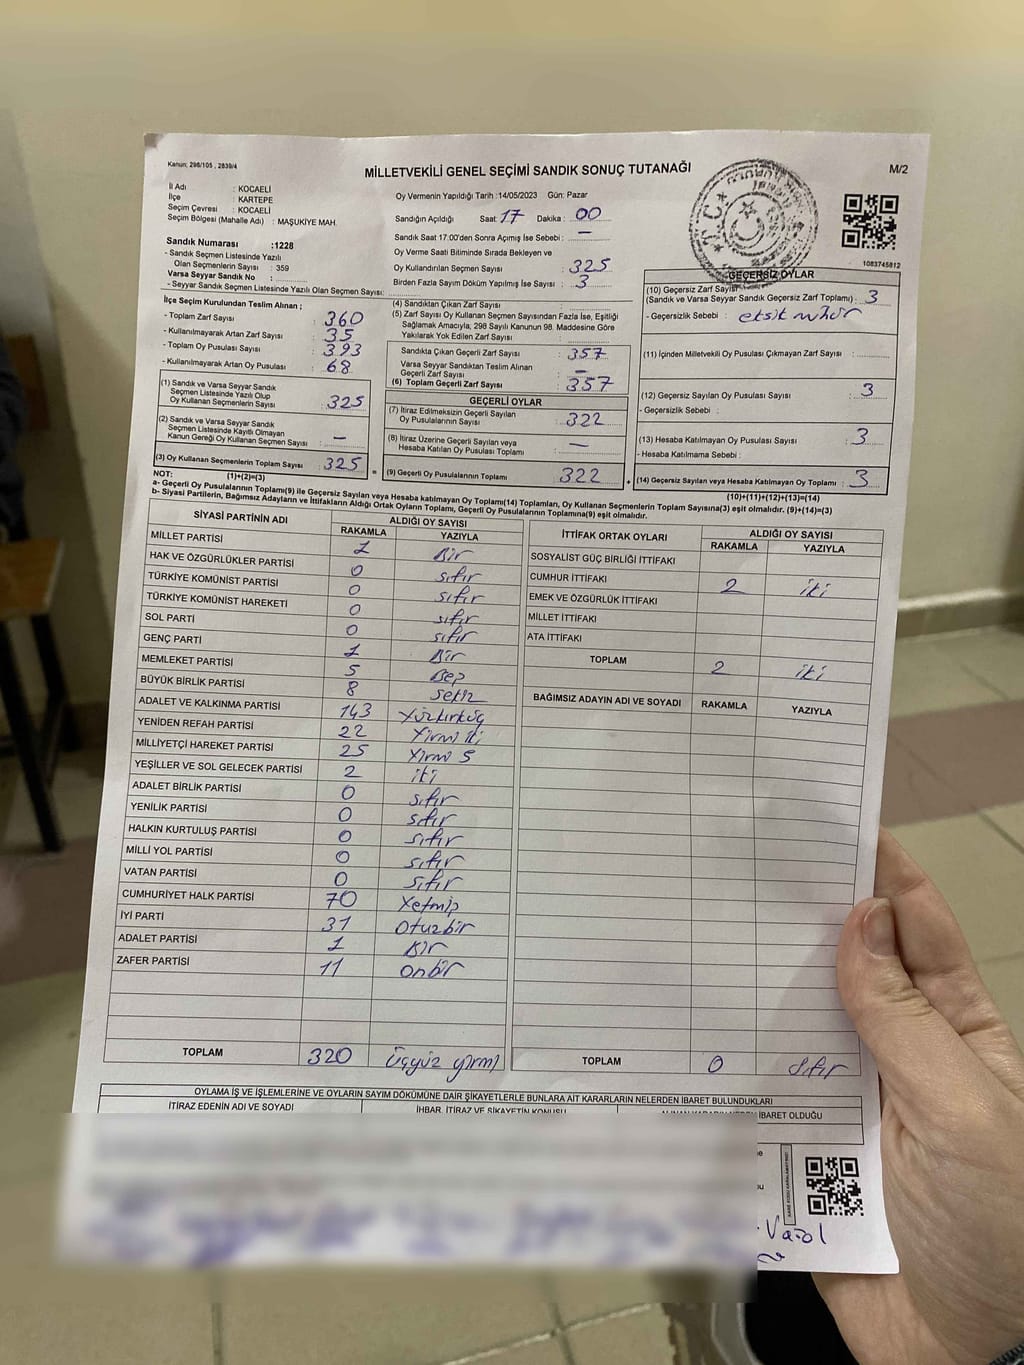 Kanun: 298/105 , 2839/4
MİLLETVEKİLİ GENEL SEÇİMİ SANDIK SONUÇ TUTANAĞI
M/2
İl Adı : KOCAELİ
İlçe : KARTEPE
Seçim Çevresi : KOCAELİ
Seçim Bölgesi (Mahalle Adı) : MAŞUKİYE MAH.
Oy Vermenin Yapıldığı Tarih :14/05/2023 Gün: Pazar
Sandığın Açıldığı Saat: 17 Dakika : 00
Sandık Saat 17:00'den Sonra Açımış İse Sebebi : —
Oy Verme Saati Bitiminde Sırada Bekleyen ve
Oy Kullandırılan Seçmen Sayısı : 325
Birden Fazla Sayım Döküm Yapılmış İse Sayısı : 3
1083745812
Sandık Numarası :1228
- Sandık Seçmen Listesinde Yazılı
Olan Seçmenlerin Sayısı : 359
Varsa Seyyar Sandık No :
- Seyyar Sandık Seçmen Listesinde Yazılı Olan Seçmen Sayısı:
İlçe Seçim Kurulundan Teslim Alınan ;
- Toplam Zarf Sayısı : 360
- Kullanılmayarak Artan Zarf Sayısı : 35
- Toplam Oy Pusulası Sayısı : 393
- Kullanılmayarak Artan Oy Pusulası : 68
(1) Sandık ve Varsa Seyyar Sandık
Seçmen Listesinde Yazılı Olup
Oy Kullanan Seçmenlerin Sayısı : 325
(2) Sandık ve Varsa Seyyar Sandık
Seçmen Listesinde Kayıtlı Olmayan
Kanun Gereği Oy Kullanan Seçmen Sayısı : —
(3) Oy Kullanan Seçmenlerin Toplam Sayısı : 325
(1)+(2)=(3)
(4) Sandıktan Çıkan Zarf Sayısı :
(5) Zarf Sayısı Oy Kullanan Seçmen Sayısından Fazla İse, Eşitliği
Sağlamak Amacıyla, 298 Sayılı Kanunun 98. Maddesine Göre
Yakılarak Yok Edilen Zarf Sayısı :
Sandıkta Çıkan Geçerli Zarf Sayısı : 357
Varsa Seyyar Sandıktan Teslim Alınan
Geçerli Zarf Sayısı : —
(6) Toplam Geçerli Zarf Sayısı : 357
GEÇERLİ OYLAR
(7) İtiraz Edilmeksizin Geçerli Sayılan
Oy Pusulalarının Sayısı : 322
(8) İtiraz Üzerine Geçerli Sayılan veya
Hesaba Katılan Oy Pusulası Toplamı : —
= (9) Geçerli Oy Pusulalarının Toplamı : 322
GEÇERSİZ OYLAR
(10) Geçersiz Zarf Sayısı
(Sandık ve Varsa Seyyar Sandık Geçersiz Zarf Toplamı) : 3
- Geçersizlik Sebebi : eksik mühür
(11) İçinden Milletvekili Oy Pusulası Çıkmayan Zarf Sayısı :
(12) Geçersiz Sayılan Oy Pusulası Sayısı : 3
- Geçersizlik Sebebi :
(13) Hesaba Katılmayan Oy Pusulası Sayısı : 3
- Hesaba Katılmama Sebebi :
+ (14) Geçersiz Sayılan veya Hesaba Katılmayan Oy Toplamı : 3
(10)+(11)+(12)+(13)=(14)
NOT:
a- Geçerli Oy Pusulalarının Toplamı(9) ile Geçersiz Sayılan veya Hesaba katılmayan Oy Toplamı(14) Toplamları, Oy Kullanan Seçmenlerin Toplam Sayısına(3) eşit olmalıdır. (9)+(14)=(3)
b- Siyasi Partilerin, Bağımsız Adayların ve İttifakların Aldığı Ortak Oyların Toplamı, Geçerli Oy Pusulalarının Toplamına(9) eşit olmalıdır.
SİYASİ PARTİNİN ADI ALDIĞI OY SAYISI
RAKAMLA YAZIYLA
MİLLET PARTİSİ 1 Bir
HAK VE ÖZGÜRLÜKLER PARTİSİ 0 sıfır
TÜRKİYE KOMÜNİST PARTİSİ 0 sıfır
TÜRKİYE KOMÜNİST HAREKETİ 0 sıfır
SOL PARTİ 0 sıfır
GENÇ PARTİ 1 Bir
MEMLEKET PARTİSİ 5 Beş
BÜYÜK BİRLİK PARTİSİ 8 sekiz
ADALET VE KALKINMA PARTİSİ 143 Yüzkırküç
YENİDEN REFAH PARTİSİ 22 Yirmi iki
MİLLİYETÇİ HAREKET PARTİSİ 25 Yirmi 5
YEŞİLLER VE SOL GELECEK PARTİSİ 2 iki
ADALET BİRLİK PARTİSİ 0 sıfır
YENİLİK PARTİSİ 0 sıfır
HALKIN KURTULUŞ PARTİSİ 0 sıfır
MİLLİ YOL PARTİSİ 0 sıfır
VATAN PARTİSİ 0 sıfır
CUMHURİYET HALK PARTİSİ 70 Yetmiş
İYİ PARTİ 31 Otuzbir
ADALET PARTİSİ 1 Bir
ZAFER PARTİSİ 11 onbir
TOPLAM 320 Üçyüz yirmi
İTTİFAK ORTAK OYLARI ALDIĞI OY SAYISI
RAKAMLA YAZIYLA
SOSYALİST GÜÇ BİRLİĞİ İTTİFAKI
CUMHUR İTTİFAKI 2 iki
EMEK VE ÖZGÜRLÜK İTTİFAKI
MİLLET İTTİFAKI
ATA İTTİFAKI
TOPLAM 2 iki
BAĞIMSIZ ADAYIN ADI VE SOYADI RAKAMLA YAZIYLA
TOPLAM 0 sıfır
OYLAMA İŞ VE İŞLEMLERİNE VE OYLARIN SAYIM DÖKÜMÜNE DAİR ŞİKAYETLERLE BUNLARA AİT KARARLARIN NELERDEN İBARET BULUNDUKLARI
İTİRAZ EDENİN ADI VE SOYADI İHBAR, İTİRAZ VE ŞİKAYETİN KONUSU ALINAN KARARIN NEDEN İBARET OLDUĞU